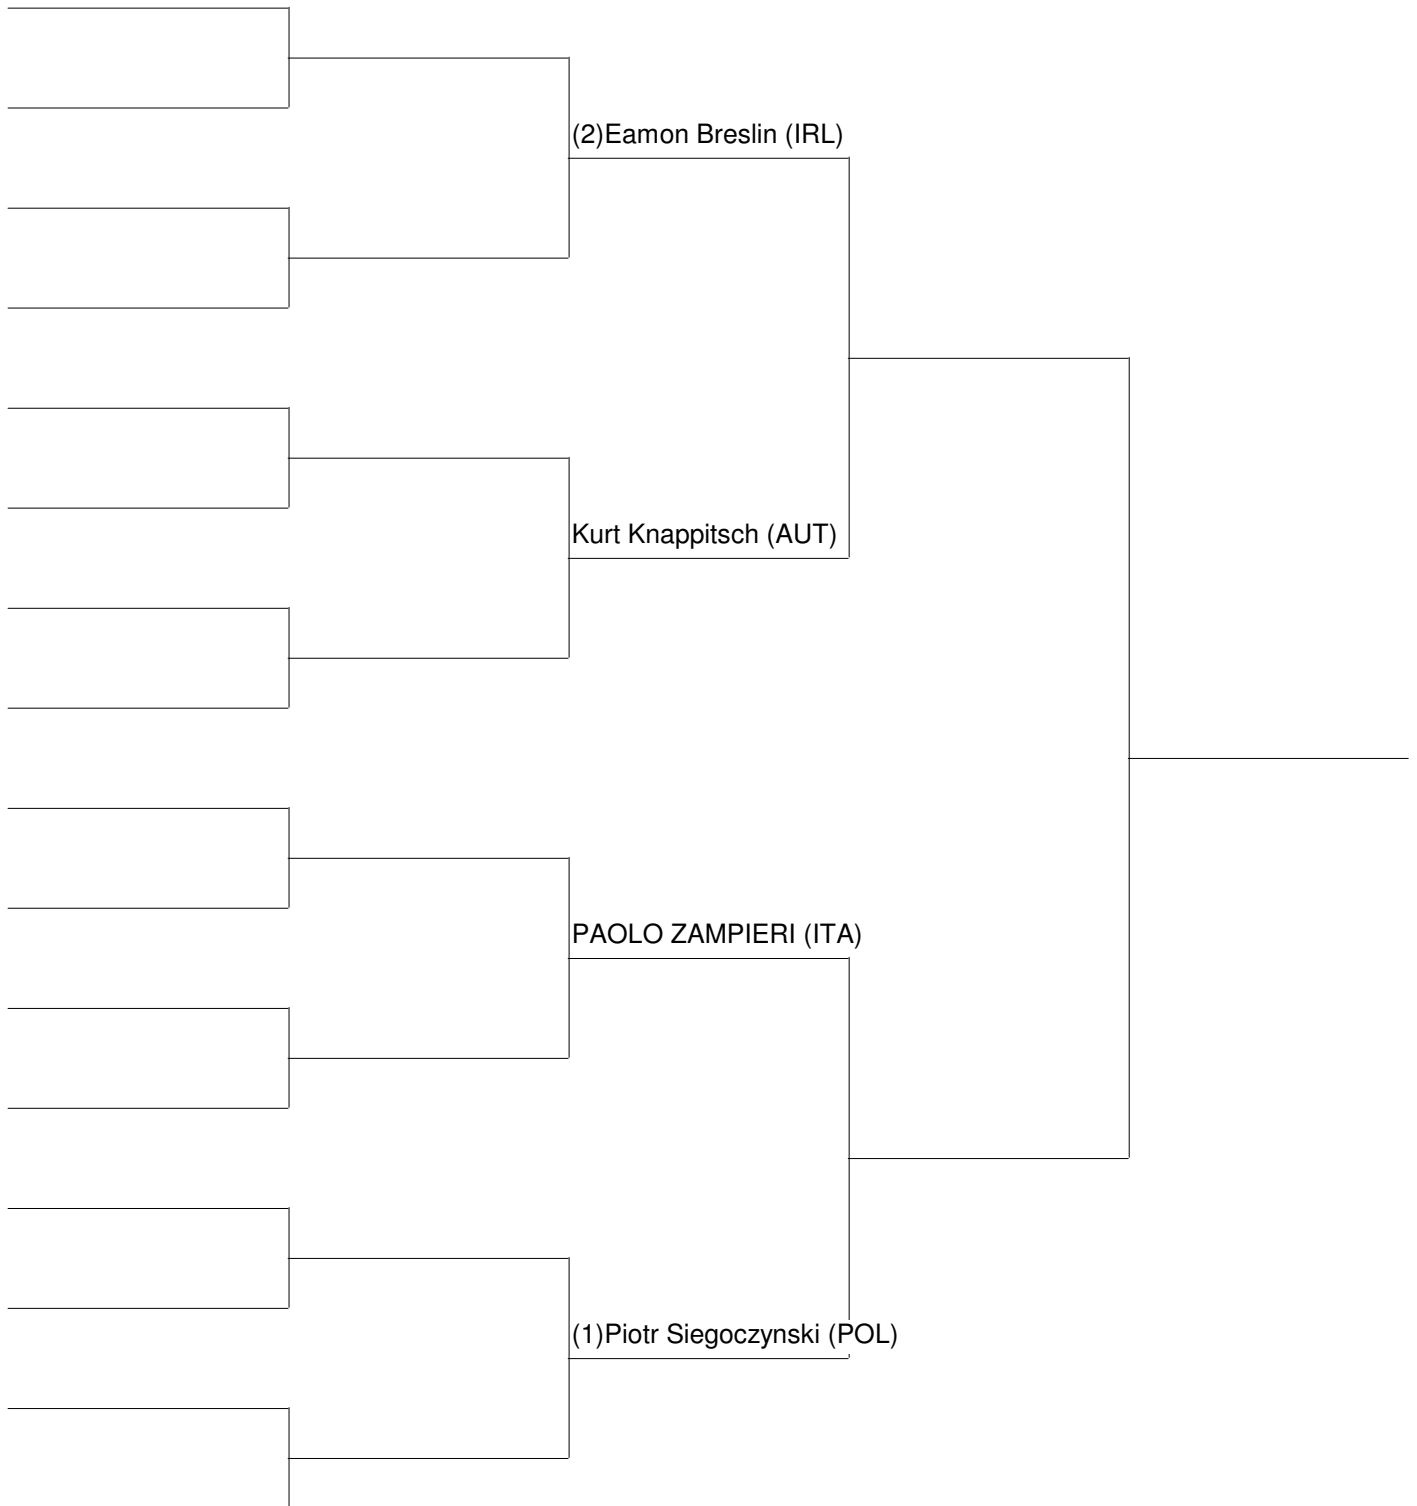 (2)Eamon Breslin (IRL)
Kurt Knappitsch (AUT)
PAOLO ZAMPIERI (ITA)
(1)Piotr Siegoczynski (POL)